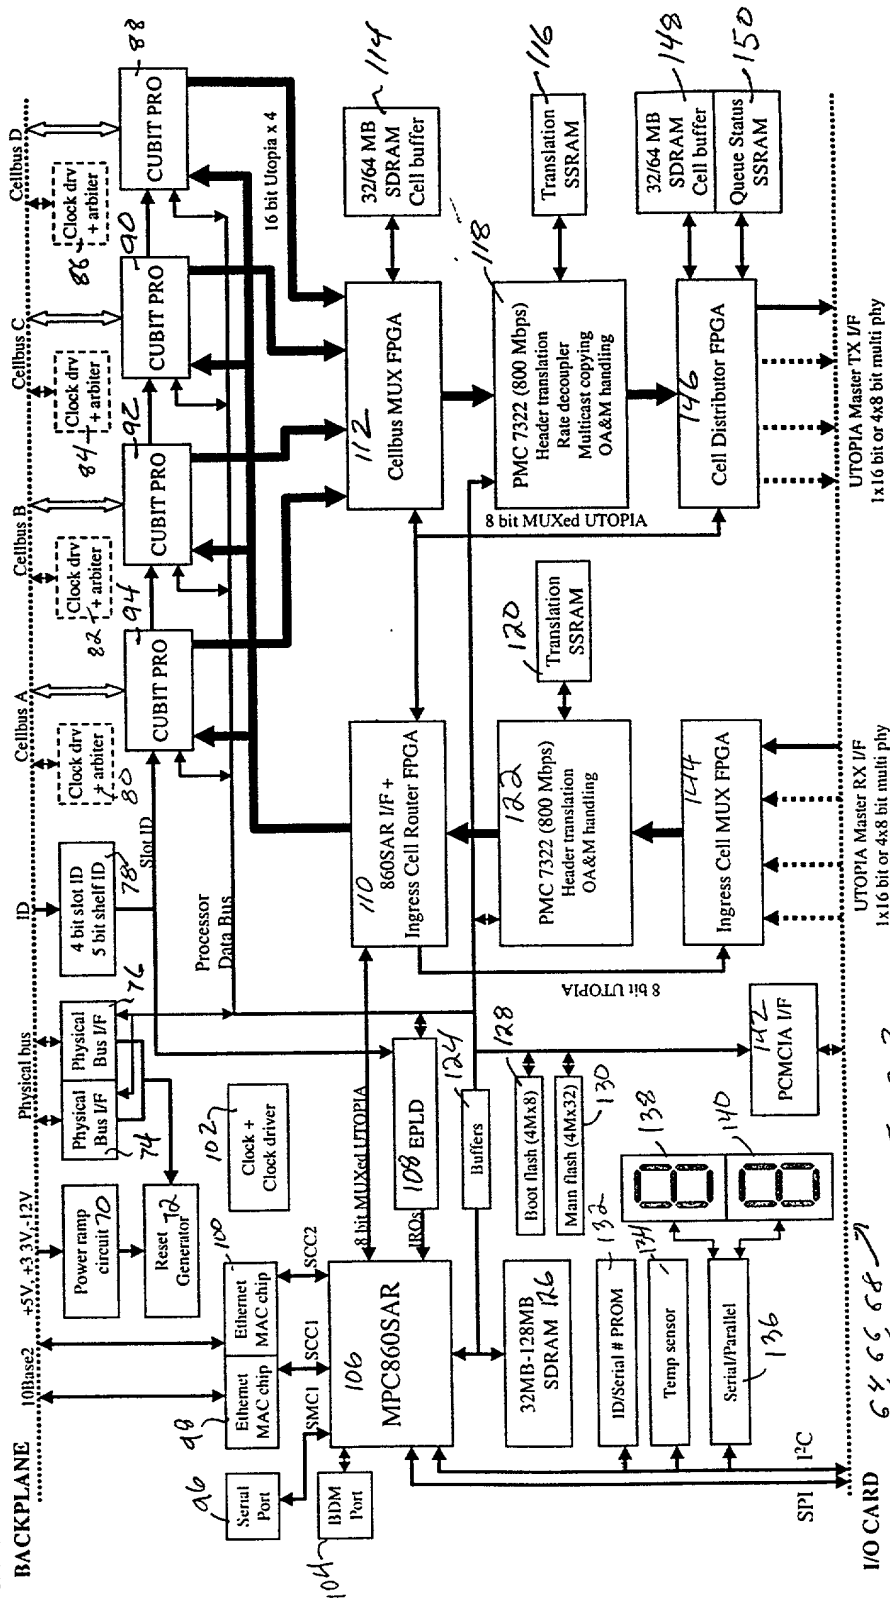 BACKPLANE
10Base2
+5V, +3 3V,-12V
Physical bus
ID
Cellbus A
Cellbus B
Cellbus C
Cellbus D
Power ramp
circuit 70
Physical
Bus I/F
74
Physical
Bus I/F
76
4 bit slot ID
5 bit shelf ID
78
Clock drv
+ arbiter
80
Clock drv
+ arbiter
82
Clock drv
+ arbiter
84
Clock drv
+ arbiter
86
Reset 72
Generator
Slot ID
CUBIT PRO
94
CUBIT PRO
92
CUBIT PRO
90
CUBIT PRO
88
Serial
Port
96
Ethernet
MAC chip
98
Ethernet
MAC chip
100
Clock +
Clock driver
102
Processor
Data Bus
16 bit Utopia x 4
SMC1
SCC1
SCC2
BDM
Port
104
106
MPC860SAR
8 bit MUXed UTOPIA
IRQs
108 EPLD
110
860SAR I/F +
Ingress Cell Router FPGA
112
Cellbus MUX FPGA
32/64 MB
SDRAM
Cell buffer
114
Buffers
124
8 bit UTOPIA
8 bit MUXed UTOPIA
32MB-128MB
SDRAM 126
Boot flash (4Mx8)
128
Main flash (4Mx32)
130
122
PMC 7322 (800 Mbps)
Header translation
OA&M handling
Translation
SSRAM
120
118
PMC 7322 (800 Mbps)
Header translation
Rate decoupler
Multicast copying
OA&M handling
Translation
SSRAM
116
ID/Serial # PROM
132
Temp sensor
134
Serial/Parallel
136
138
140
8
8
142
PCMCIA I/F
144
Ingress Cell MUX FPGA
146
Cell Distributor FPGA
32/64 MB
SDRAM
Cell buffer
148
Queue Status
SSRAM
150
SPI
I²C
I/O CARD
64, 66, 68
UTOPIA Master RX I/F
1x16 bit or 4x8 bit multi phy
UTOPIA Master TX I/F
1x16 bit or 4x8 bit multi phy